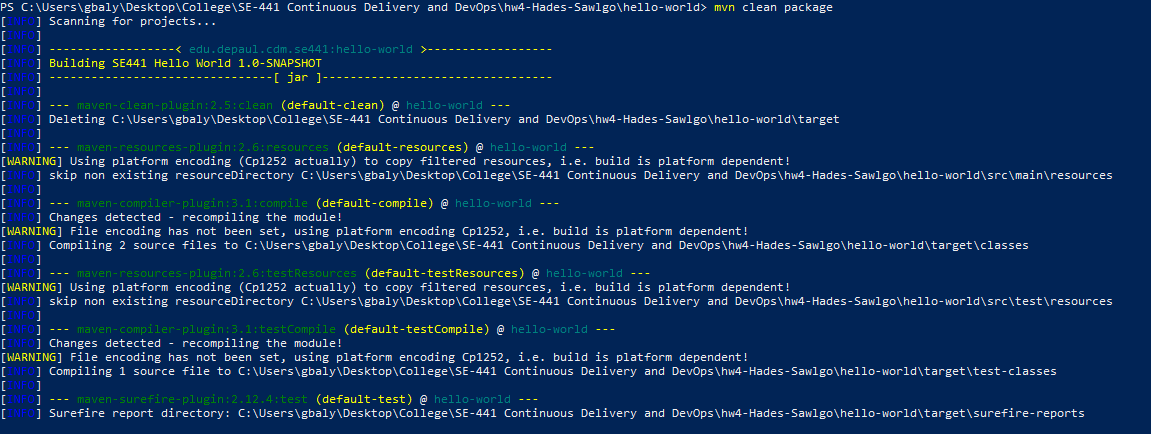 PS C:\Users\gbaly\Desktop\College\SE-441 Continuous Delivery and DevOps\hw4-Hades-Sawlgo\hello-world> mvn clean package
[INFO] Scanning for projects...
[INFO]
[INFO] ------------------< edu.depaul.cdm.se441:hello-world >------------------
[INFO] Building SE441 Hello World 1.0-SNAPSHOT
[INFO] --------------------------------[ jar ]---------------------------------
[INFO]
[INFO] --- maven-clean-plugin:2.5:clean (default-clean) @ hello-world ---
[INFO] Deleting C:\Users\gbaly\Desktop\College\SE-441 Continuous Delivery and DevOps\hw4-Hades-Sawlgo\hello-world\target
[INFO]
[INFO] --- maven-resources-plugin:2.6:resources (default-resources) @ hello-world ---
[WARNING] Using platform encoding (Cp1252 actually) to copy filtered resources, i.e. build is platform dependent!
[INFO] skip non existing resourceDirectory C:\Users\gbaly\Desktop\College\SE-441 Continuous Delivery and DevOps\hw4-Hades-Sawlgo\hello-world\src\main\resources
[INFO]
[INFO] --- maven-compiler-plugin:3.1:compile (default-compile) @ hello-world ---
[INFO] Changes detected - recompiling the module!
[WARNING] File encoding has not been set, using platform encoding Cp1252, i.e. build is platform dependent!
[INFO] Compiling 2 source files to C:\Users\gbaly\Desktop\College\SE-441 Continuous Delivery and DevOps\hw4-Hades-Sawlgo\hello-world\target\classes
[INFO]
[INFO] --- maven-resources-plugin:2.6:testResources (default-testResources) @ hello-world ---
[WARNING] Using platform encoding (Cp1252 actually) to copy filtered resources, i.e. build is platform dependent!
[INFO] skip non existing resourceDirectory C:\Users\gbaly\Desktop\College\SE-441 Continuous Delivery and DevOps\hw4-Hades-Sawlgo\hello-world\src\test\resources
[INFO]
[INFO] --- maven-compiler-plugin:3.1:testCompile (default-testCompile) @ hello-world ---
[INFO] Changes detected - recompiling the module!
[WARNING] File encoding has not been set, using platform encoding Cp1252, i.e. build is platform dependent!
[INFO] Compiling 1 source file to C:\Users\gbaly\Desktop\College\SE-441 Continuous Delivery and DevOps\hw4-Hades-Sawlgo\hello-world\target\test-classes
[INFO]
[INFO] --- maven-surefire-plugin:2.12.4:test (default-test) @ hello-world ---
[INFO] Surefire report directory: C:\Users\gbaly\Desktop\College\SE-441 Continuous Delivery and DevOps\hw4-Hades-Sawlgo\hello-world\target\surefire-reports